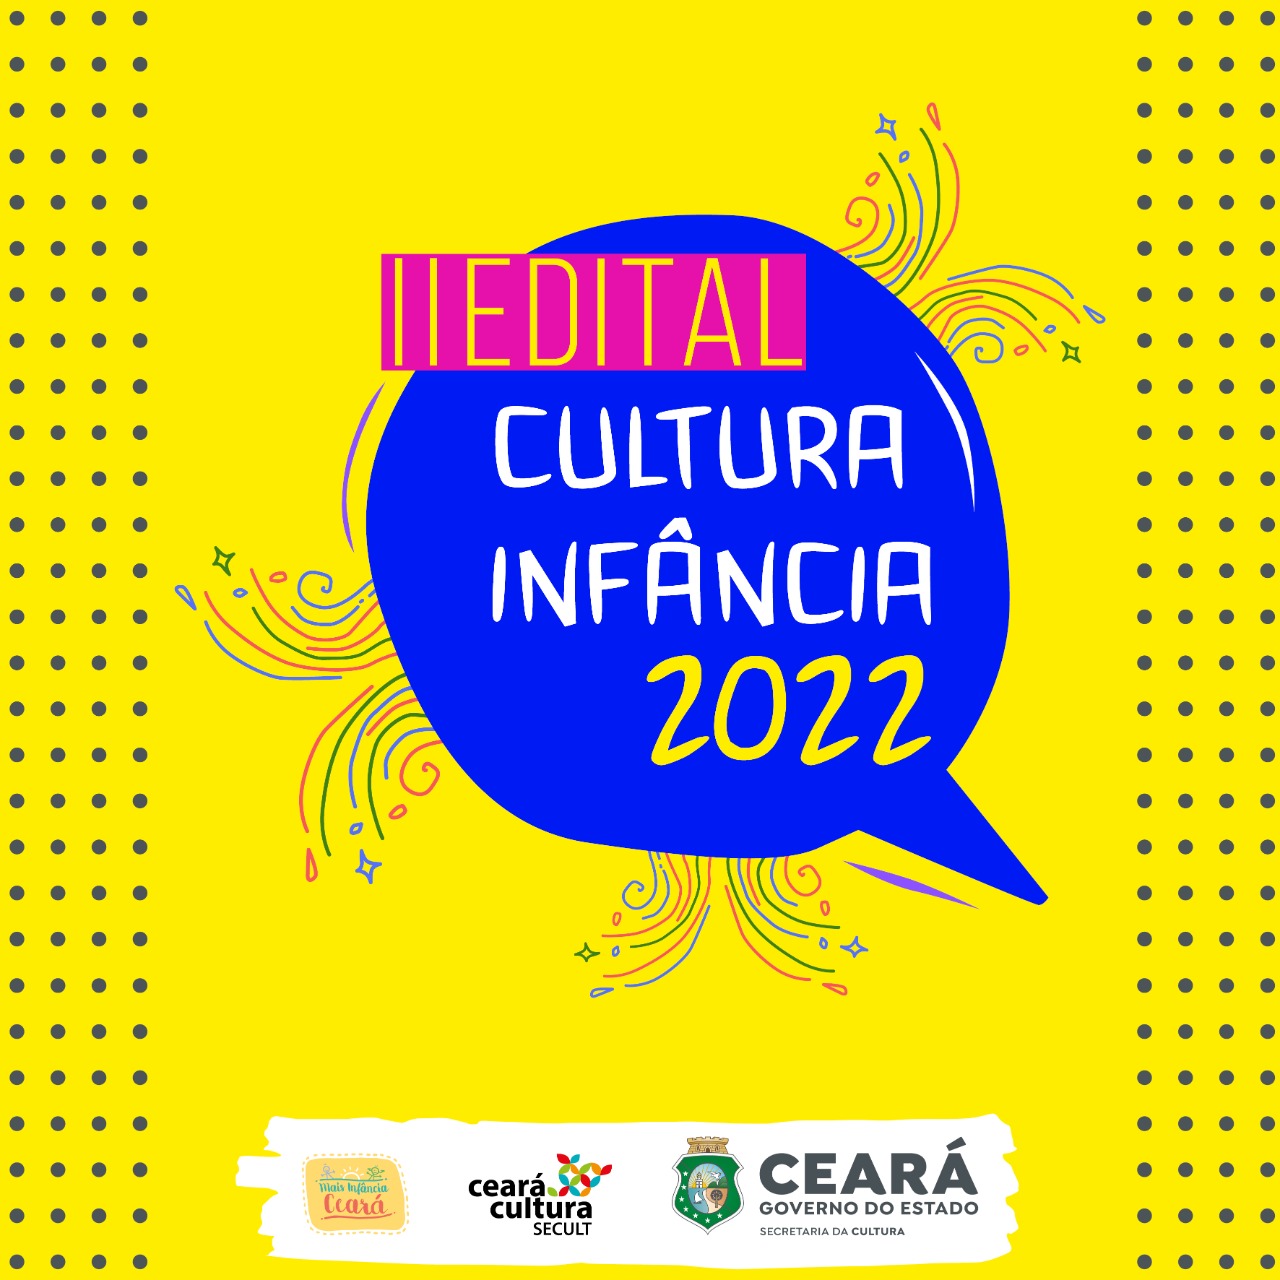 II EDITAL
CULTURA
INFÂNCIA
2022
Mais Infância
Ceará
ceará
cultura
SECULT
CEARÁ
GOVERNO DO ESTADO
SECRETARIA DA CULTURA